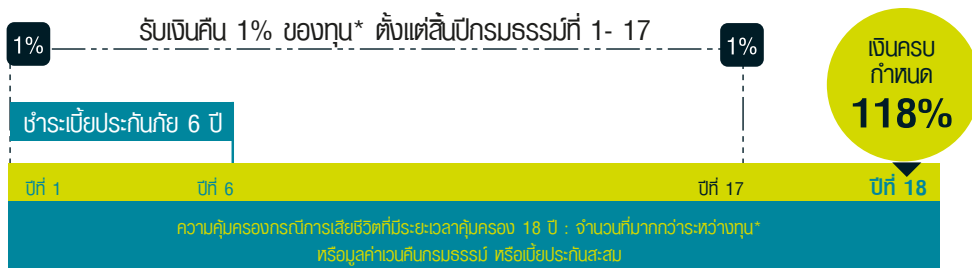 รับเงินคืน 1% ของทุน* ตั้งแต่สิ้นปีกรมธรรม์ที่ 1- 17
1%
1%
เงินครบ
กำหนด
118%
ชำระเบี้ยประกันภัย 6 ปี
ปีที่ 1
ปีที่ 6
ปีที่ 17
ปีที่ 18
ความคุ้มครองกรณีการเสียชีวิตที่มีระยะเวลาคุ้มครอง 18 ปี : จำนวนที่มากกว่าระหว่างทุน*
หรือมูลค่าเวนคืนกรมธรรม์ หรือเบี้ยประกันสะสม